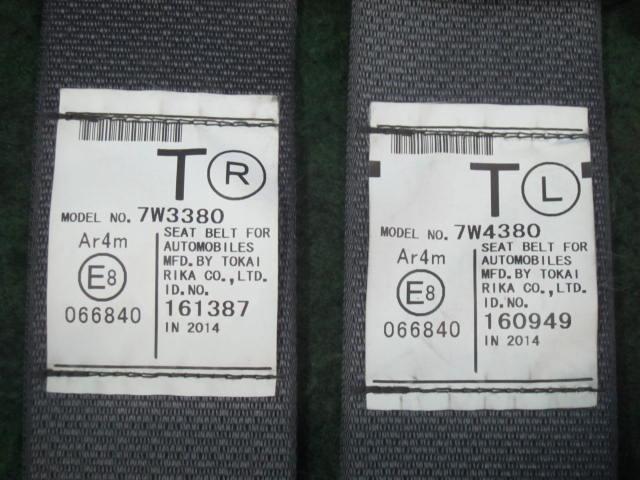 T R
MODEL NO. 7W3380
Ar4m
E8
066840
SEAT BELT FOR
AUTOMOBILES
MFD. BY TOKAI
RIKA CO., LTD.
ID.NO.
161387
IN 2014
T L
MODEL NO. 7W4380
Ar4m
E8
066840
SEAT BELT FOR
AUTOMOBILES
MFD. BY TOKAI
RIKA CO., LTD.
ID.NO.
160949
IN 2014